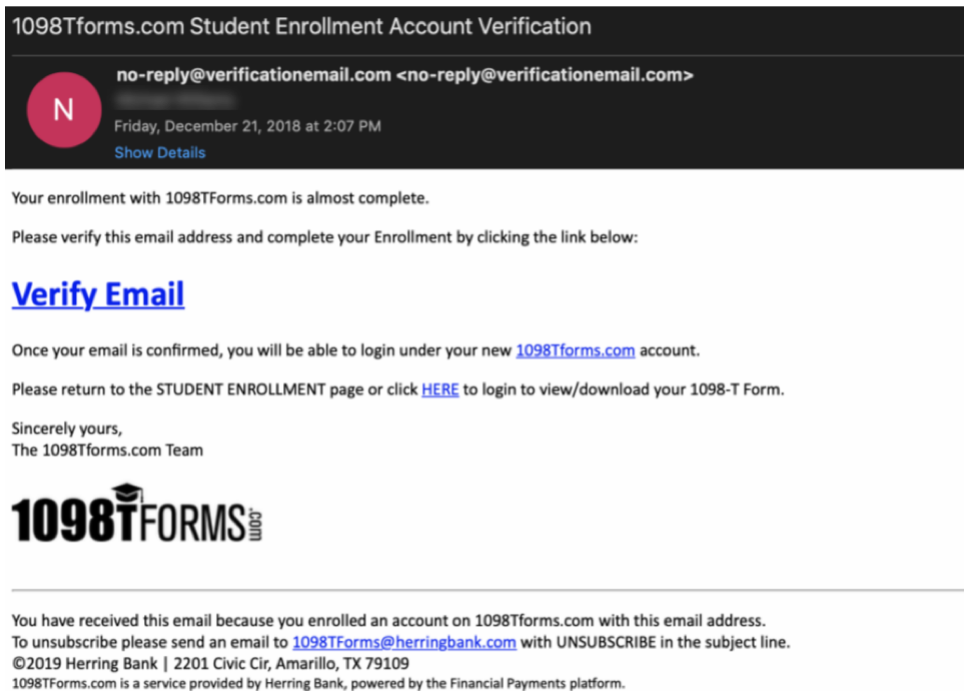 1098Tforms.com Student Enrollment Account Verification
no-reply@verificationemail.com <no-reply@verificationemail.com>
N
Friday, December 21, 2018 at 2:07 PM
Show Details
Your enrollment with 1098TForms.com is almost complete.
Please verify this email address and complete your Enrollment by clicking the link below:
Verify Email
Once your email is confirmed, you will be able to login under your new 1098Tforms.com account.
Please return to the STUDENT ENROLLMENT page or click HERE to login to view/download your 1098-T Form.
Sincerely yours,
The 1098Tforms.com Team
1098TFORMS.com
You have received this email because you enrolled an account on 1098Tforms.com with this email address.
To unsubscribe please send an email to 1098TForms@herringbank.com with UNSUBSCRIBE in the subject line.
©2019 Herring Bank | 2201 Civic Cir, Amarillo, TX 79109
1098TForms.com is a service provided by Herring Bank, powered by the Financial Payments platform.